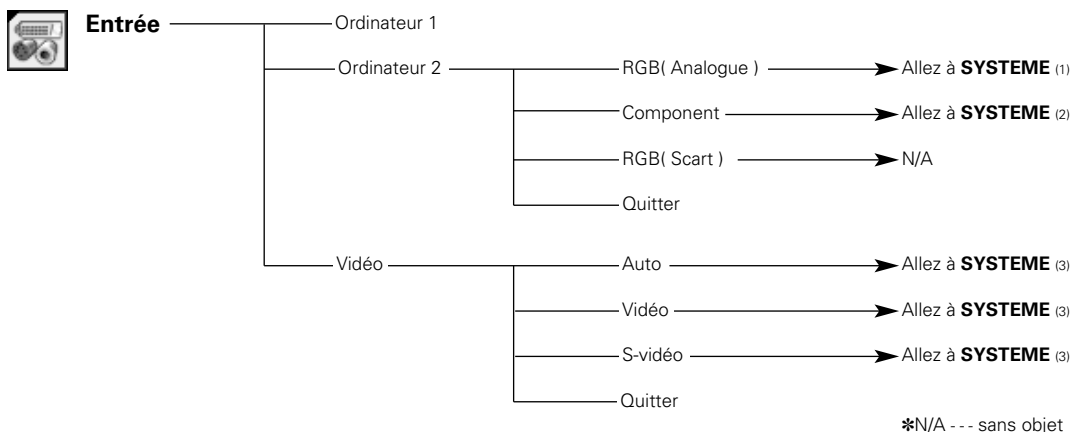 Entrée
Ordinateur 1
Ordinateur 2
RGB( Analogue )
Allez à SYSTEME (1)
Component
Allez à SYSTEME (2)
RGB( Scart )
N/A
Quitter
Vidéo
Auto
Allez à SYSTEME (3)
Vidéo
Allez à SYSTEME (3)
S-vidéo
Allez à SYSTEME (3)
Quitter
✽N/A - - - sans objet